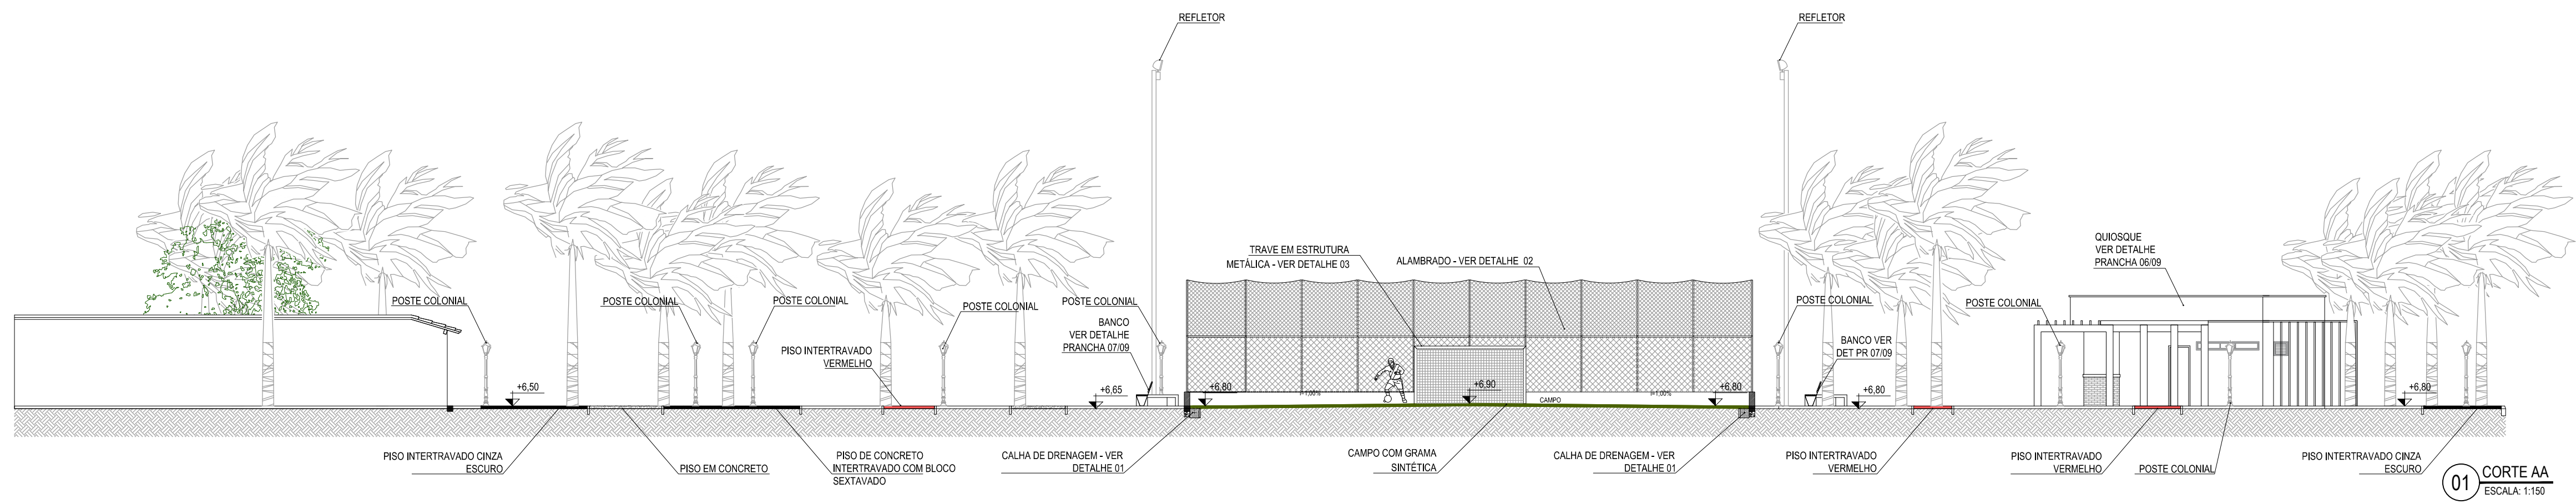 REFLETOR
REFLETOR
QUIOSQUE
VER DETALHE
PRANCHA 06/09
TRAVE EM ESTRUTURA
METÁLICA - VER DETALHE 03
ALAMBRADO - VER DETALHE 02
POSTE COLONIAL
POSTE COLONIAL
POSTE COLONIAL
POSTE COLONIAL
POSTE COLONIAL
POSTE COLONIAL
POSTE COLONIAL
BANCO
VER DETALHE
PRANCHA 07/09
BANCO VER
DET PR 07/09
PISO INTERTRAVADO
VERMELHO
+6,50
+6,65
+6,80
i=1,00%
+6,90
CAMPO
i=1,00%
+6,80
+6,80
+6,80
PISO INTERTRAVADO CINZA
ESCURO
PISO EM CONCRETO
PISO DE CONCRETO
INTERTRAVADO COM BLOCO
SEXTAVADO
CALHA DE DRENAGEM - VER
DETALHE 01
CAMPO COM GRAMA
SINTÉTICA
CALHA DE DRENAGEM - VER
DETALHE 01
PISO INTERTRAVADO
VERMELHO
PISO INTERTRAVADO
VERMELHO
POSTE COLONIAL
PISO INTERTRAVADO CINZA
ESCURO
01
CORTE AA
ESCALA: 1:150